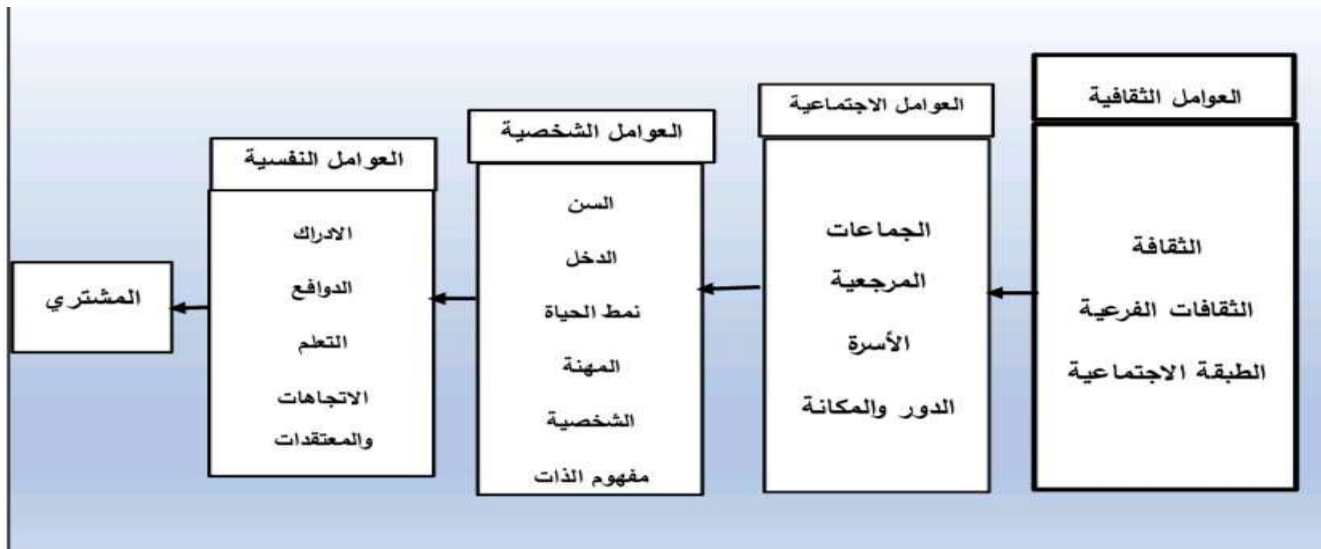 العوامل الثقافية
الثقافة
الثقافات الفرعية
الطبقة الاجتماعية
العوامل الاجتماعية
الجماعات
المرجعية
الأسرة
الدور والمكانة
العوامل الشخصية
السن
الدخل
نمط الحياة
المهنة
الشخصية
مفهوم الذات
العوامل النفسية
الادراك
الدوافع
التعلم
الاتجاهات
والمعتقدات
المشتري